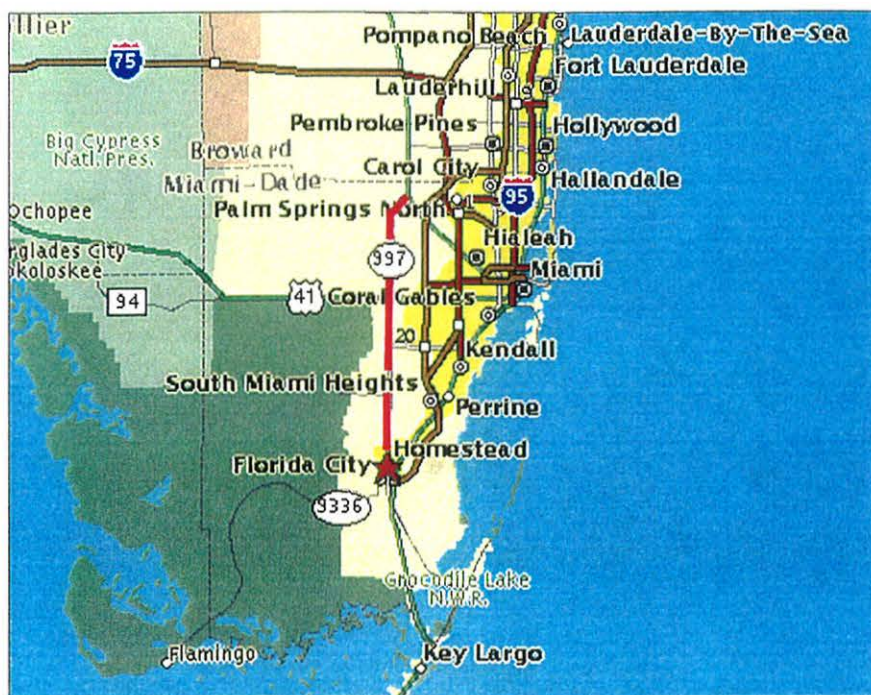 llier
Pompano Beach
Lauderdale-By-The-Sea
75
Fort Lauderdale
Lauderhill
Pembroke Pines
Hollywood
Big Cypress
Natl. Pres.
Broward
Carol City
Hallandale
Miami-Dade
95
Ochopee
Palm Springs North
1
Hialeah
erglades City
okoloskee
997
Miami
94
41
Coral Gables
20
Kendall
South Miami Heights
Perrine
Homestead
Florida City
9336
Crocodile Lake
N.W.R.
Flamingo
Key Largo